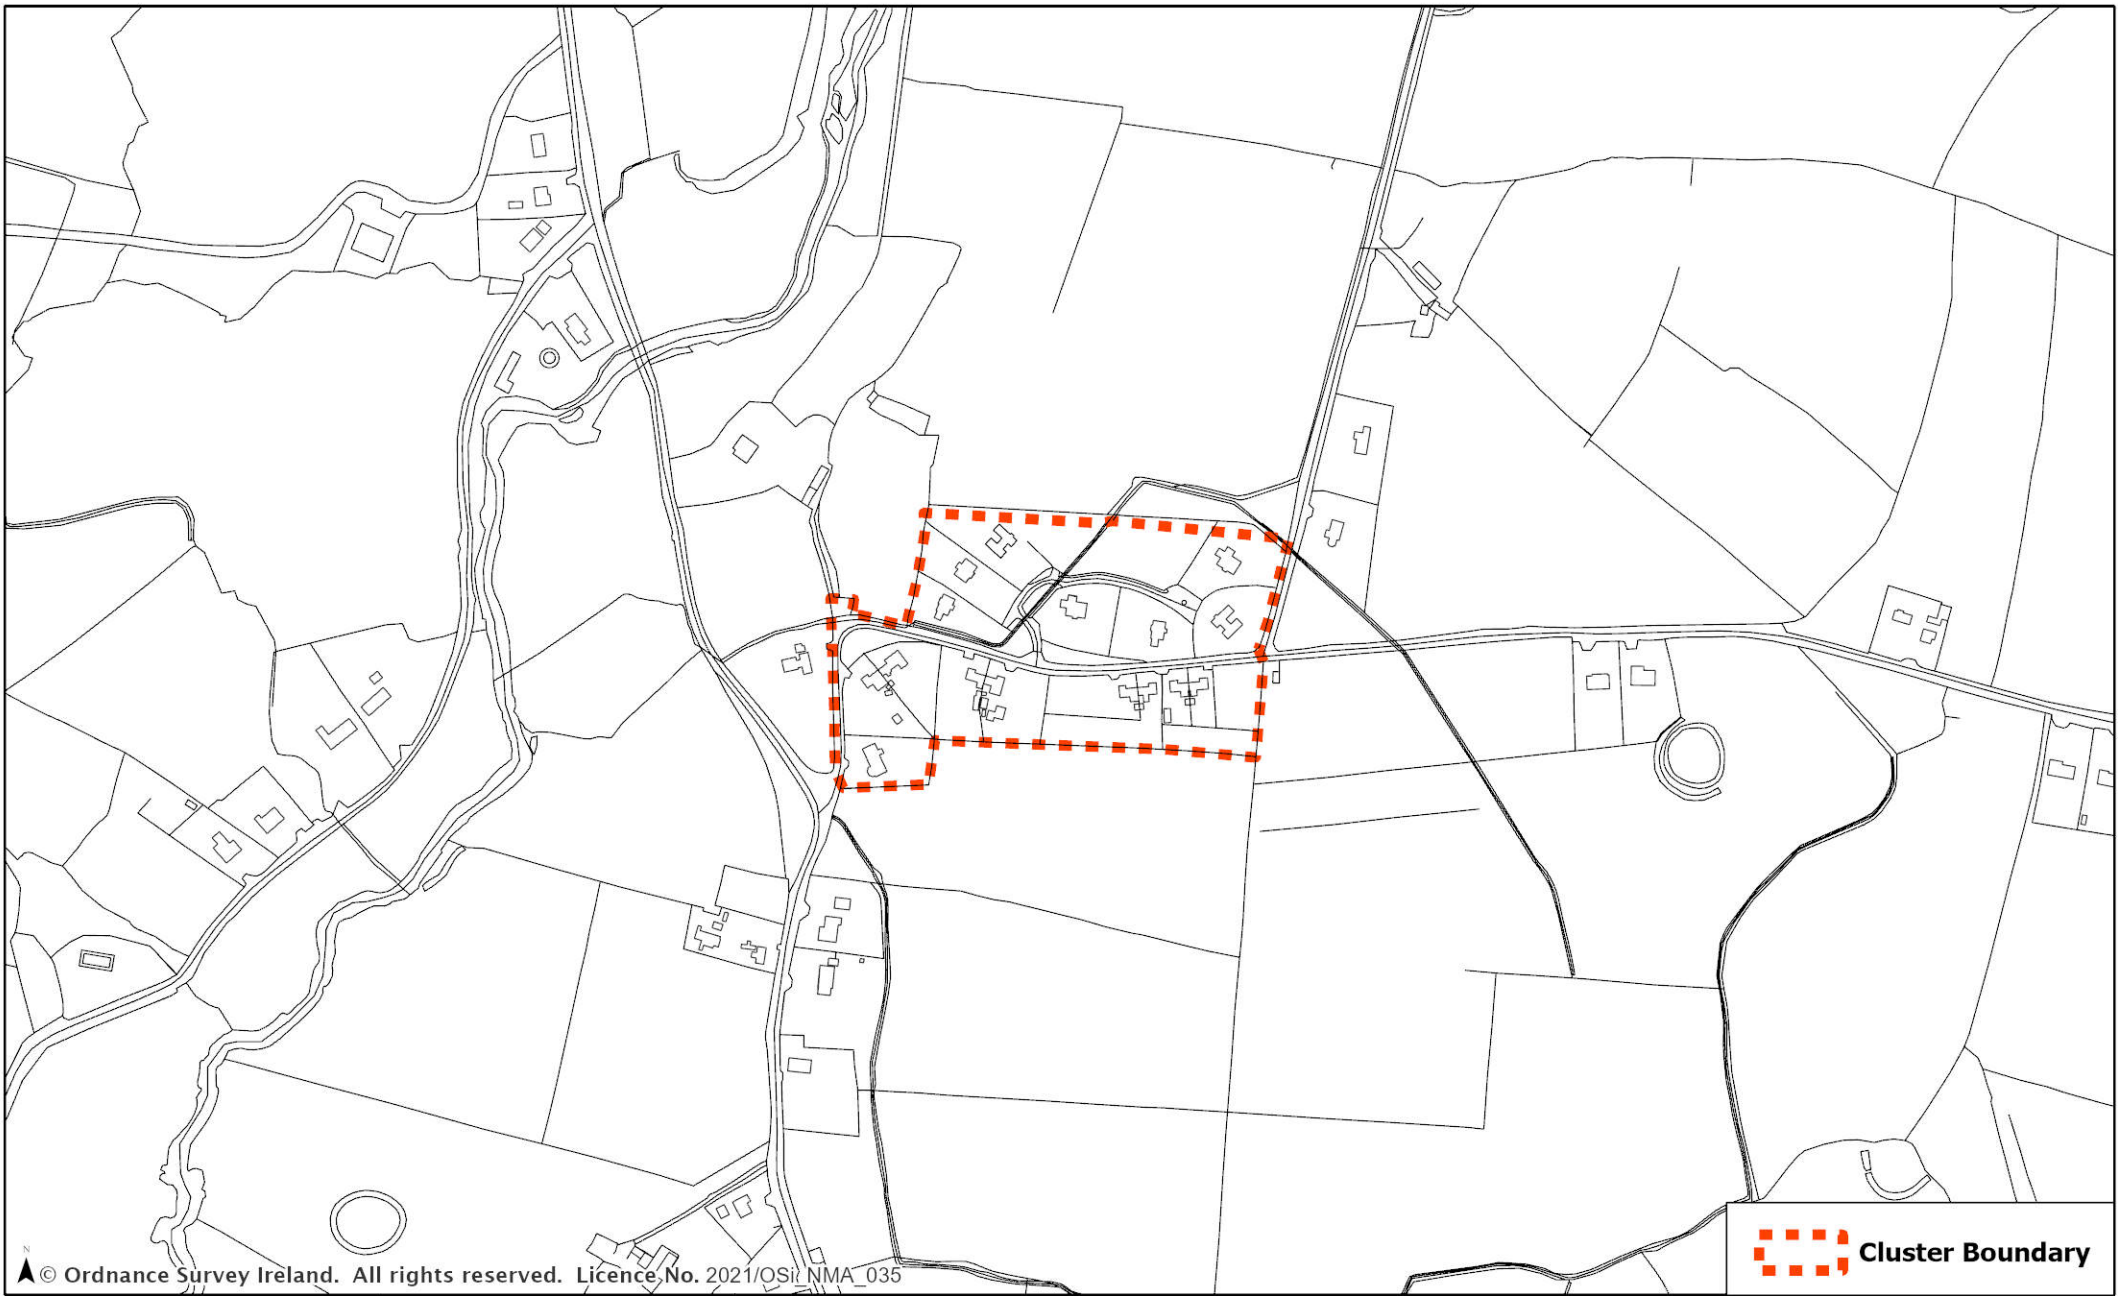 Cluster Boundary
N
© Ordnance Survey Ireland. All rights reserved. Licence No. 2021/OSi_NMA_035